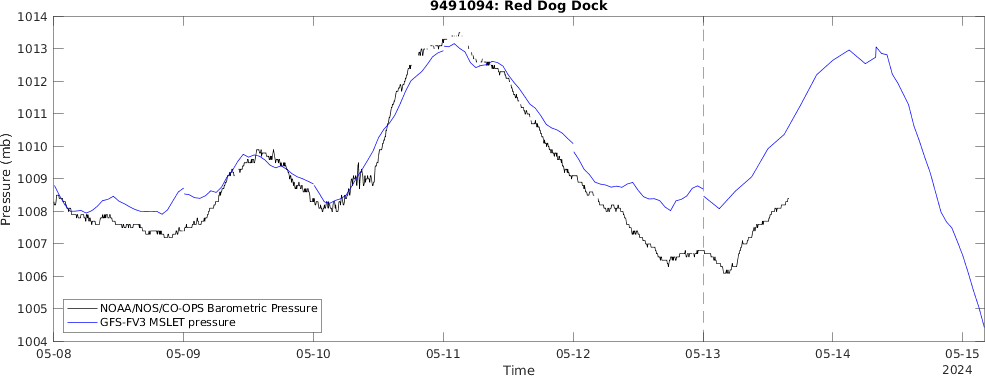 9491094: Red Dog Dock
1014
1013
1012
1011
1010
1009
1008
1007
1006
1005
1004
Pressure (mb)
NOAA/NOS/CO-OPS Barometric Pressure
GFS-FV3 MSLET pressure
05-08 05-09 05-10 05-11 05-12 05-13 05-14 05-15
Time 2024